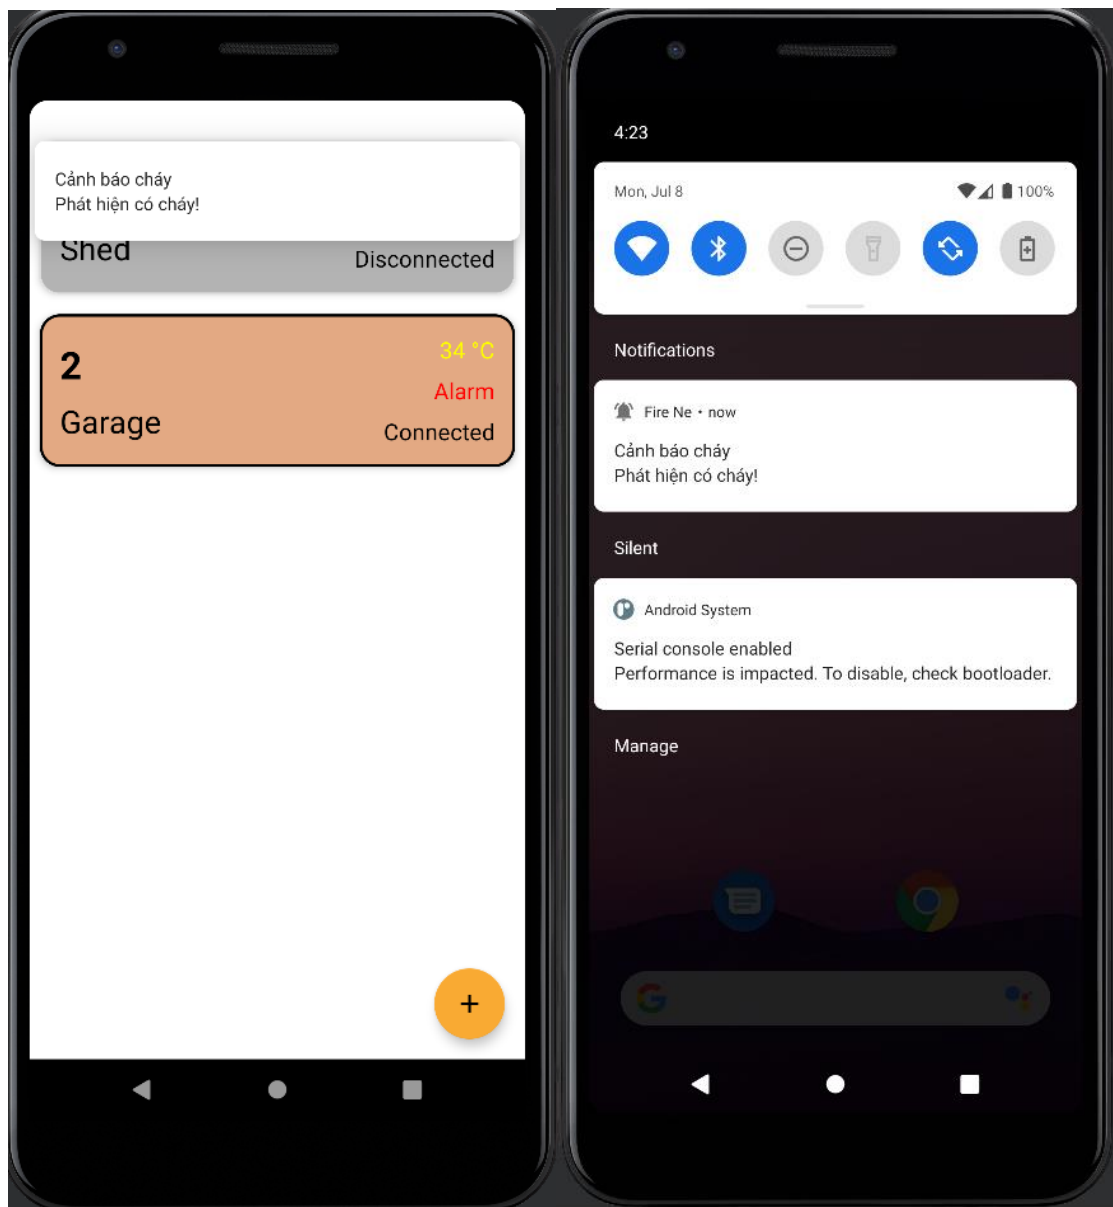 Cảnh báo cháy
Phát hiện có cháy!
Shed
Disconnected
2
34 °C
Alarm
Garage
Connected
+
4:23
Mon, Jul 8
100%
Notifications
Fire Ne • now
Cảnh báo cháy
Phát hiện có cháy!
Silent
Android System
Serial console enabled
Performance is impacted. To disable, check bootloader.
Manage